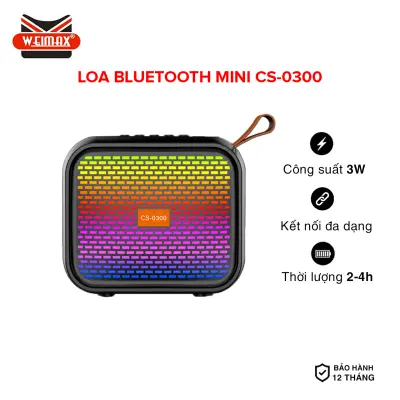 W.EIMAX
LOA BLUETOOTH MINI CS-0300
CS-0300
Công suất 3W
Kết nối đa dạng
Thời lượng 2-4h
BẢO HÀNH
12 THÁNG